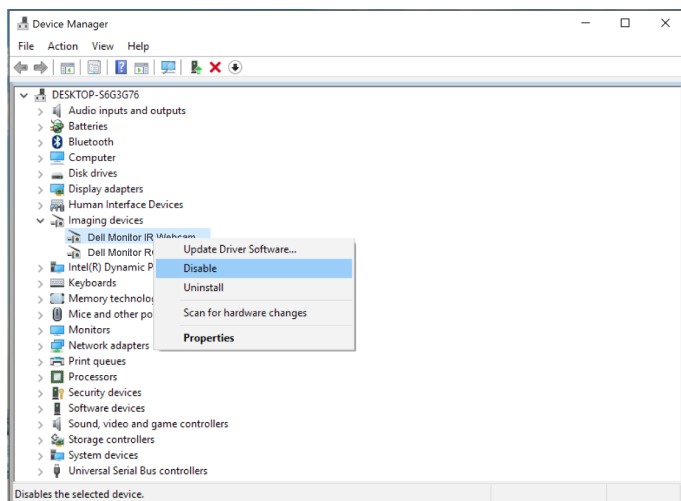 Device Manager
File Action View Help
DESKTOP-S6G3G76
Audio inputs and outputs
Batteries
Bluetooth
Computer
Disk drives
Display adapters
Human Interface Devices
Imaging devices
Dell Monitor IR Webcam
Dell Monitor
Intel(R) Dynamic
Keyboards
Memory
Mice and other
Monitors
Network adapters
Print queues
Processors
Security devices
Software devices
Sound, video and game controllers
Storage controllers
System devices
Universal Serial Bus controllers
Update Driver Software...
Disable
Uninstall
Scan for hardware changes
Properties
Disables the selected device.